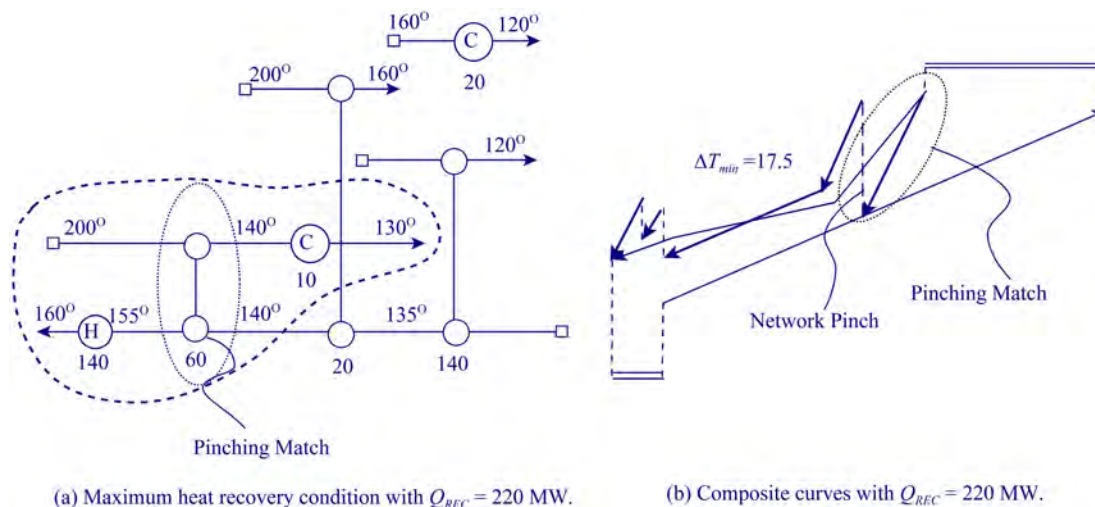 160° 120°
C
20
200° 160°
120°
200° 140° C 130°
10
160° H 155° 140° 135°
140 60 20 140
Pinching Match
(a) Maximum heat recovery condition with Q_REC = 220 MW.
ΔT_min =17.5
Pinching Match
Network Pinch
(b) Composite curves with Q_REC = 220 MW.